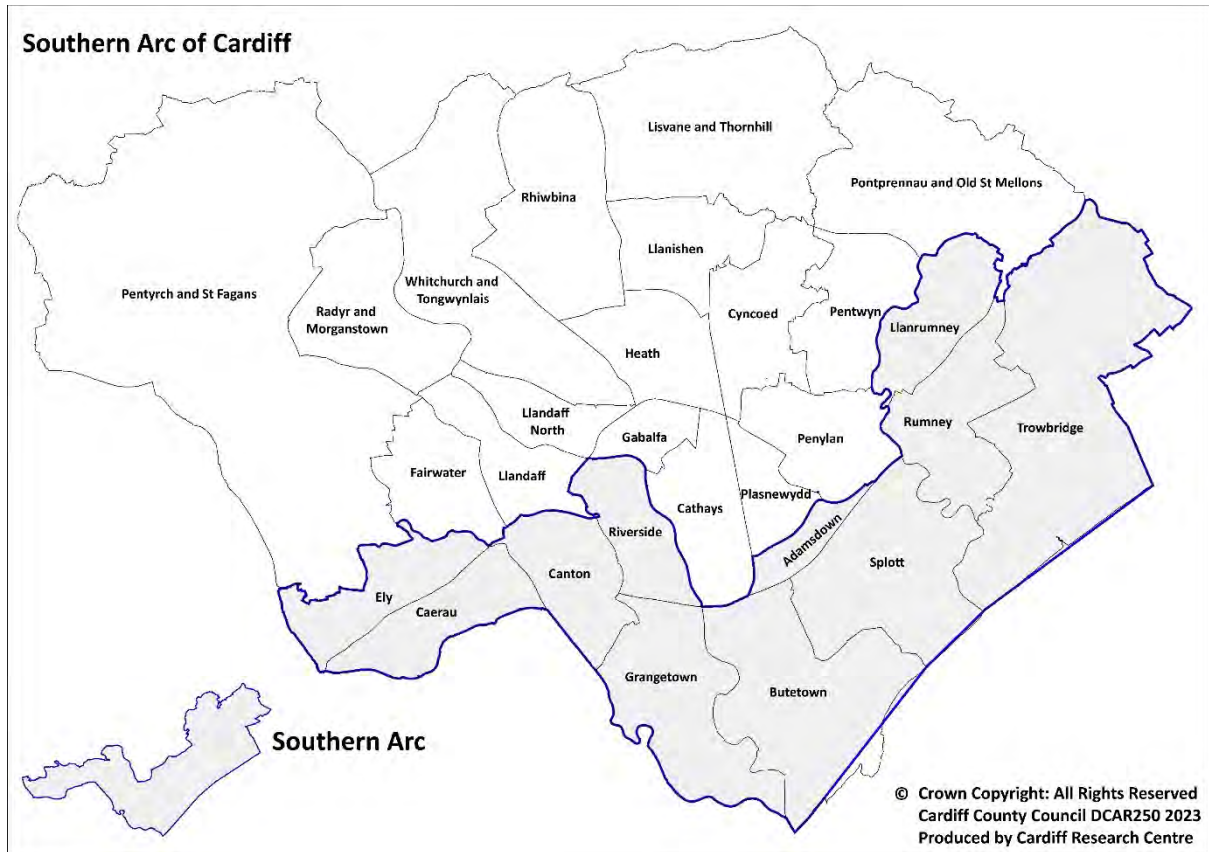 Southern Arc of Cardiff
Lisvane and Thornhill
Pontprennau and Old St Mellons
Rhiwbina
Llanishen
Whitchurch and
Tongwynlais
Pentyrch and St Fagans
Radyr and
Morganstown
Cyncoed
Pentwyn
Llanrumney
Heath
Llandaff
North
Gabalfa
Penylan
Rumney
Trowbridge
Fairwater
Llandaff
Plasnewydd
Cathays
Riverside
Adamsdown
Splott
Canton
Ely
Caerau
Grangetown
Butetown
Southern Arc
© Crown Copyright: All Rights Reserved
Cardiff County Council DCAR250 2023
Produced by Cardiff Research Centre